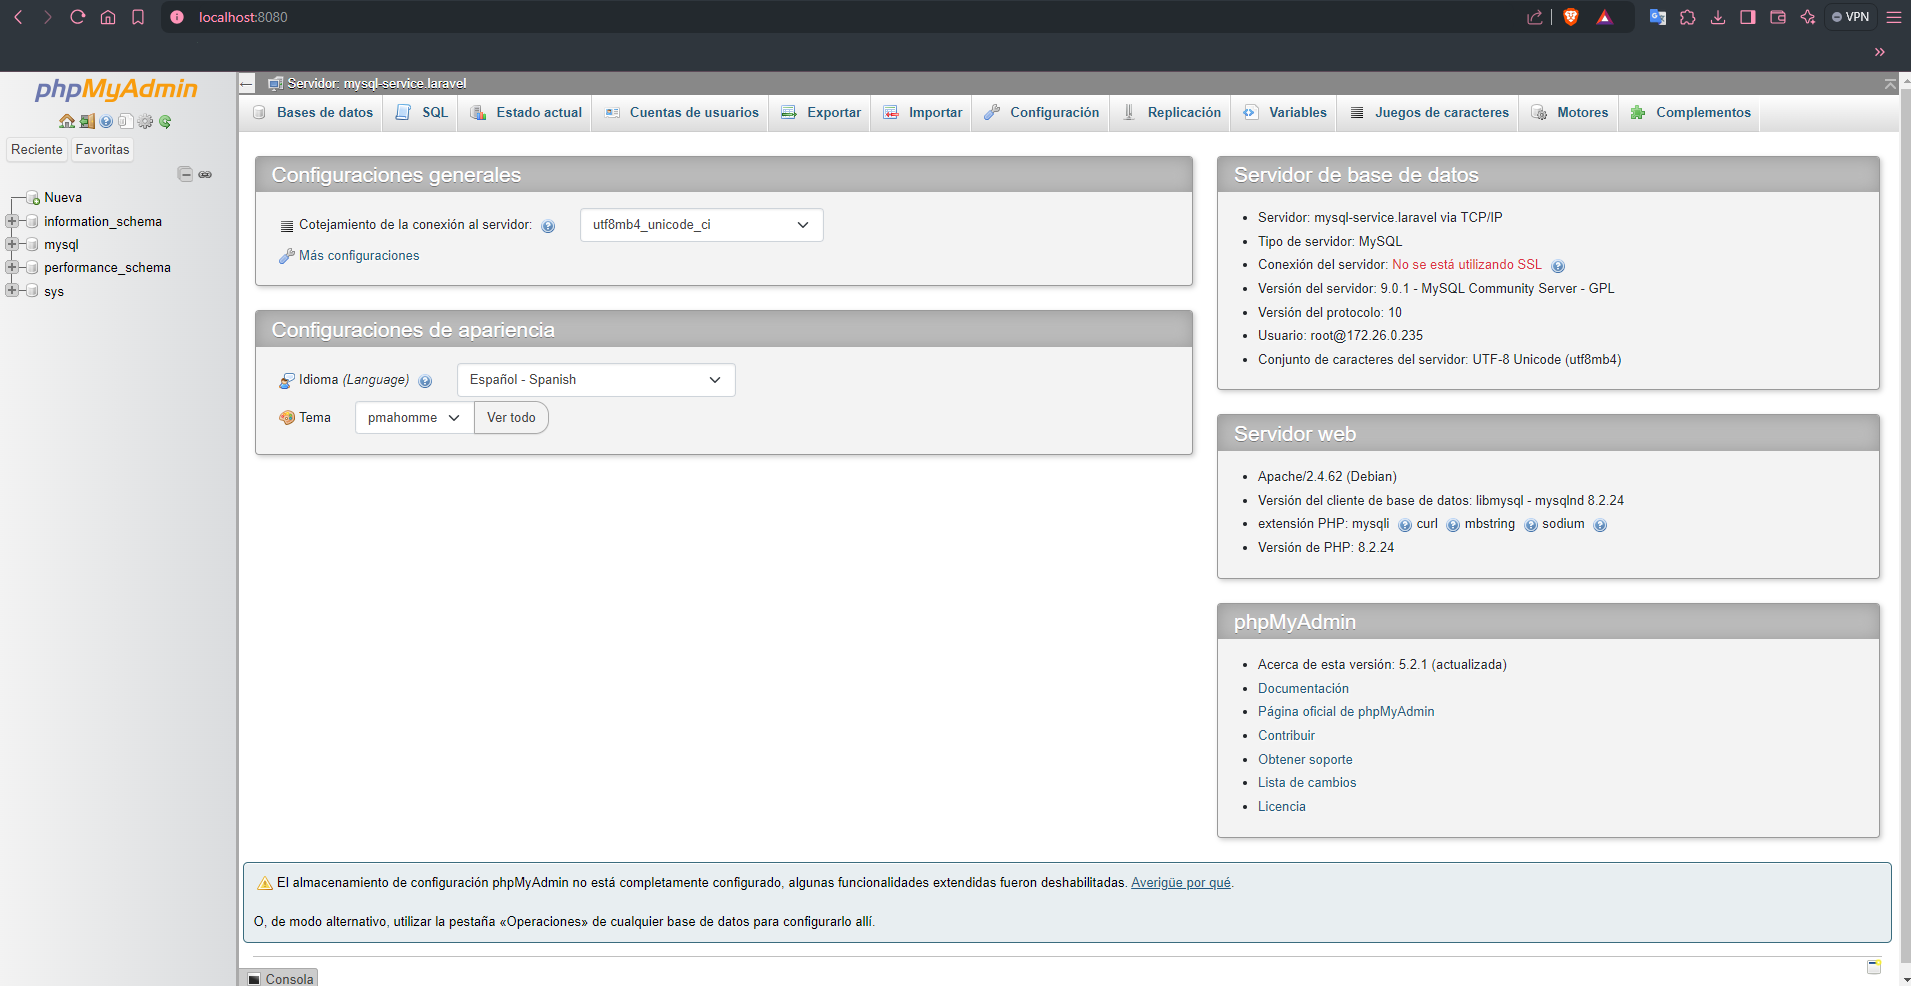 localhost:8080
VPN
phpMyAdmin
Reciente Favoritas
Nueva
information_schema
mysql
performance_schema
sys
Servidor: mysql-service.laravel
Bases de datos SQL Estado actual Cuentas de usuarios Exportar Importar Configuración Replicación Variables Juegos de caracteres Motores Complementos
Configuraciones generales
Cotejamiento de la conexión al servidor: utf8mb4_unicode_ci
Más configuraciones
Configuraciones de apariencia
Idioma (Language) Español - Spanish
Tema pmahomme Ver todo
Servidor de base de datos
Servidor: mysql-service.laravel via TCP/IP
Tipo de servidor: MySQL
Conexión del servidor: No se está utilizando SSL
Versión del servidor: 9.0.1 - MySQL Community Server - GPL
Versión del protocolo: 10
Usuario: root@172.26.0.235
Conjunto de caracteres del servidor: UTF-8 Unicode (utf8mb4)
Servidor web
Apache/2.4.62 (Debian)
Versión del cliente de base de datos: libmysql - mysqlnd 8.2.24
extensión PHP: mysqli curl mbstring sodium
Versión de PHP: 8.2.24
phpMyAdmin
Acerca de esta versión: 5.2.1 (actualizada)
Documentación
Página oficial de phpMyAdmin
Contribuir
Obtener soporte
Lista de cambios
Licencia
El almacenamiento de configuración phpMyAdmin no está completamente configurado, algunas funcionalidades extendidas fueron deshabilitadas. Averigüe por qué.
O, de modo alternativo, utilizar la pestaña «Operaciones» de cualquier base de datos para configurarlo allí.
Consola